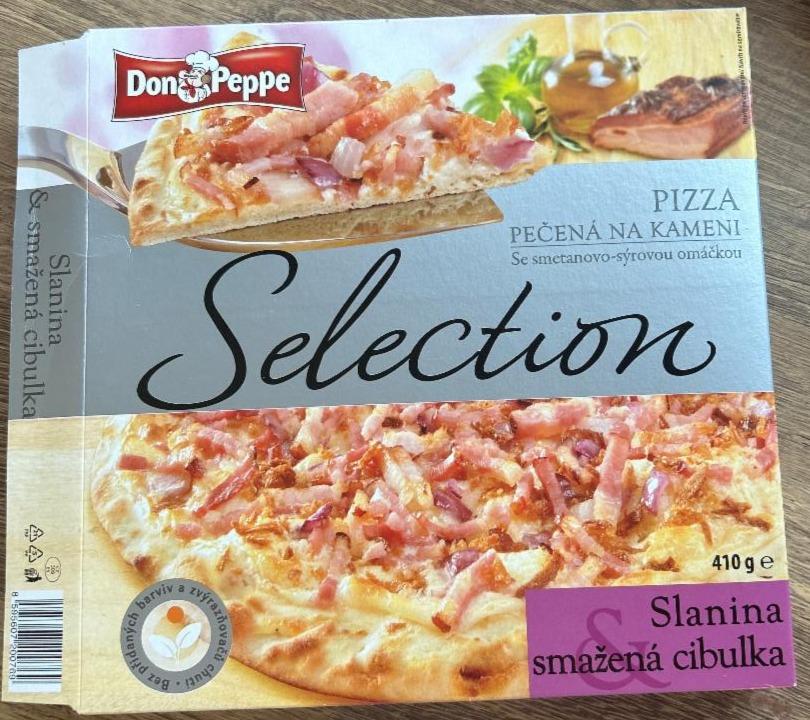 Don Peppe
PIZZA
PEČENÁ NA KAMENI
Se smetanovo-sýrovou omáčkou
Selection
Slanina
& smažená cibulka
410 g e
Slanina
&
smažená cibulka
Bez přidaných barviv a zvýrazňovačů chuti •